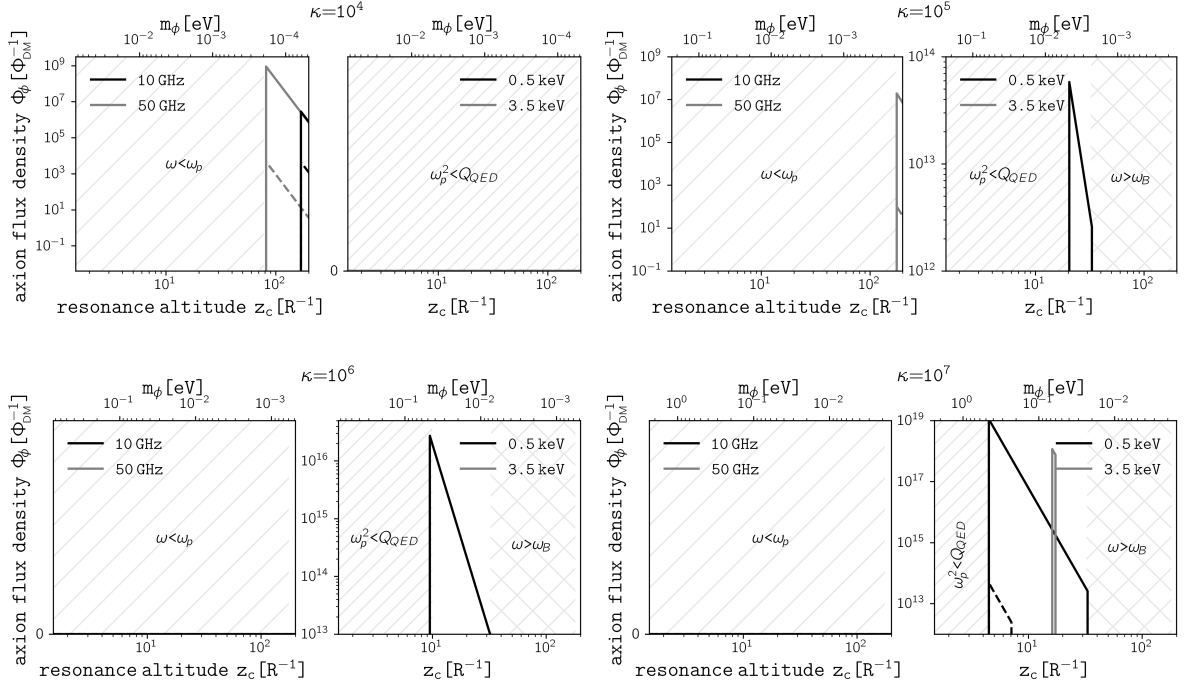 κ=10⁴
m_ϕ [eV]
m_ϕ [eV]
10⁻² 10⁻³ 10⁻⁴
10⁻² 10⁻³ 10⁻⁴
axion flux density Φ_ϕ [Φ_DM⁻¹]
10⁹
10⁷
10⁵
10³
10¹
10⁻¹
10 GHz
50 GHz
ω<ω_p
10¹ 10²
resonance altitude z_c [R⁻¹]
0
0.5 keV
3.5 keV
ω_p²<Q_QED
10¹ 10²
z_c [R⁻¹]
κ=10⁵
m_ϕ [eV]
m_ϕ [eV]
10⁻¹ 10⁻² 10⁻³
10⁻¹ 10⁻² 10⁻³
axion flux density Φ_ϕ [Φ_DM⁻¹]
10⁹
10⁷
10⁵
10³
10¹
10⁻¹
10 GHz
50 GHz
ω<ω_p
10¹ 10²
resonance altitude z_c [R⁻¹]
10¹⁴
10¹³
10¹²
0.5 keV
3.5 keV
ω_p²<Q_QED
ω>ω_B
10¹ 10²
z_c [R⁻¹]
κ=10⁶
m_ϕ [eV]
m_ϕ [eV]
10⁻¹ 10⁻² 10⁻³
10⁻¹ 10⁻² 10⁻³
axion flux density Φ_ϕ [Φ_DM⁻¹]
0
10 GHz
50 GHz
ω<ω_p
10¹ 10²
resonance altitude z_c [R⁻¹]
10¹⁶
10¹⁵
10¹⁴
10¹³
0.5 keV
3.5 keV
ω_p²<Q_QED
ω>ω_B
10¹ 10²
z_c [R⁻¹]
κ=10⁷
m_ϕ [eV]
m_ϕ [eV]
10⁰ 10⁻¹ 10⁻²
10⁰ 10⁻¹ 10⁻²
axion flux density Φ_ϕ [Φ_DM⁻¹]
0
10 GHz
50 GHz
ω<ω_p
10¹ 10²
resonance altitude z_c [R⁻¹]
10¹⁹
10¹⁷
10¹⁵
10¹³
0.5 keV
3.5 keV
ω_p²<Q_QED
ω>ω_B
10¹ 10²
z_c [R⁻¹]